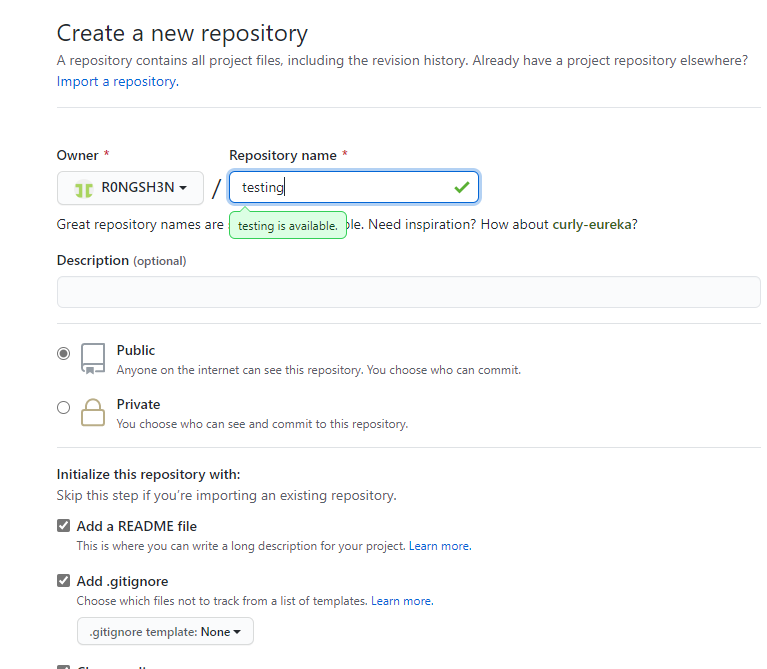 Create a new repository
A repository contains all project files, including the revision history. Already have a project repository elsewhere?
Import a repository.
Owner * Repository name *
R0NGSH3N / testing
testing is available.
Great repository names are ble. Need inspiration? How about curly-eureka?
Description (optional)
Public
Anyone on the internet can see this repository. You choose who can commit.
Private
You choose who can see and commit to this repository.
Initialize this repository with:
Skip this step if you’re importing an existing repository.
Add a README file
This is where you can write a long description for your project. Learn more.
Add .gitignore
Choose which files not to track from a list of templates. Learn more.
.gitignore template: None